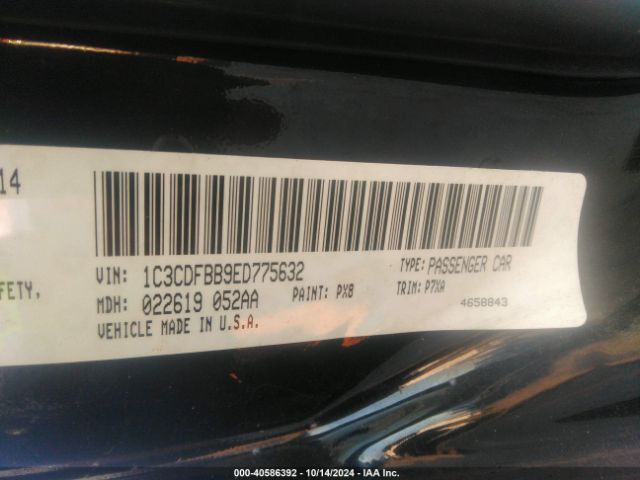 14
VIN: 1C3CDFBB9ED775632
TYPE: PASSENGER CAR
FETY,
MDH: 022619 052AA
PAINT: PX8
TRIM: P7XA
4658843
VEHICLE MADE IN U.S.A.
000-40586392 | 10/14/2024 | IAA Inc.